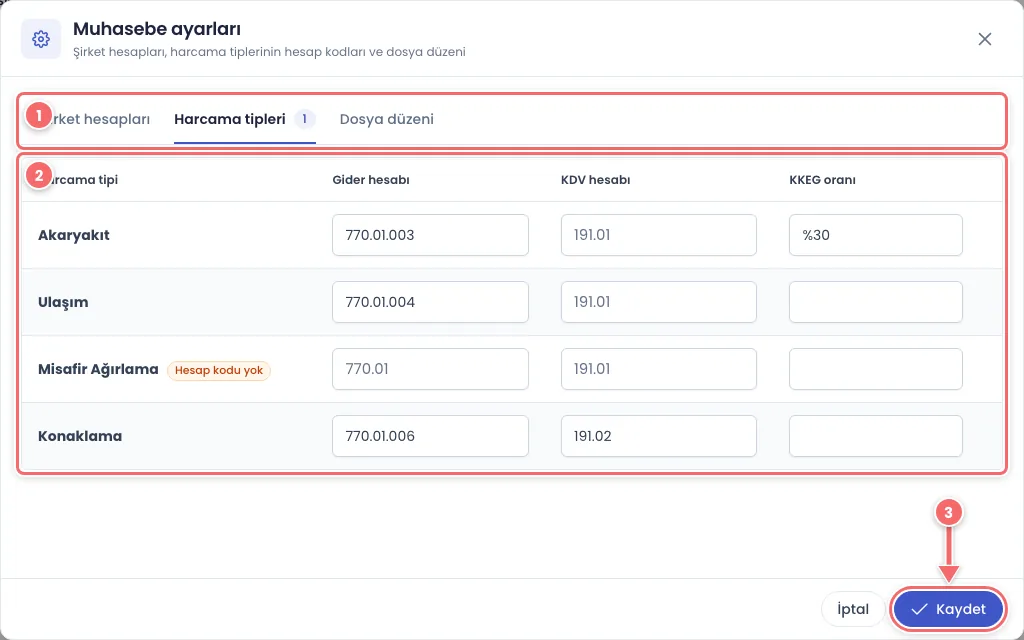 Muhasebe ayarları
Şirket hesapları, harcama tiplerinin hesap kodları ve dosya düzeni
1
rket hesapları Harcama tipleri 1 Dosya düzeni
2
rcama tipi Gider hesabı KDV hesabı KKEG oranı
Akaryakıt 770.01.003 191.01 %30
Ulaşım 770.01.004 191.01
Misafir Ağırlama Hesap kodu yok 770.01 191.01
Konaklama 770.01.006 191.02
3
İptal Kaydet